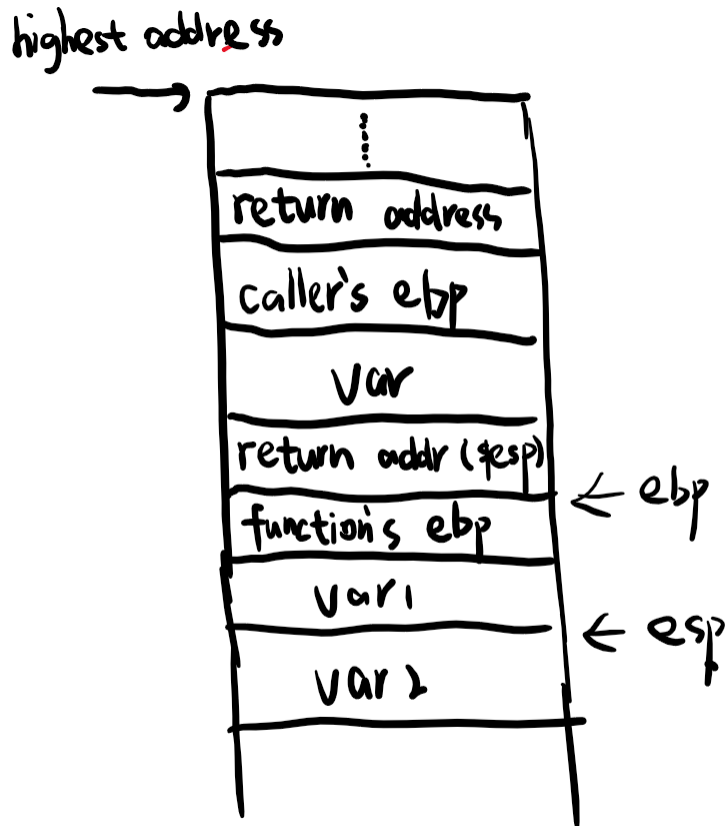 highest address
return address
caller's ebp
var
return addr ($esp)
← ebp
function's ebp
var1
← esp
var2